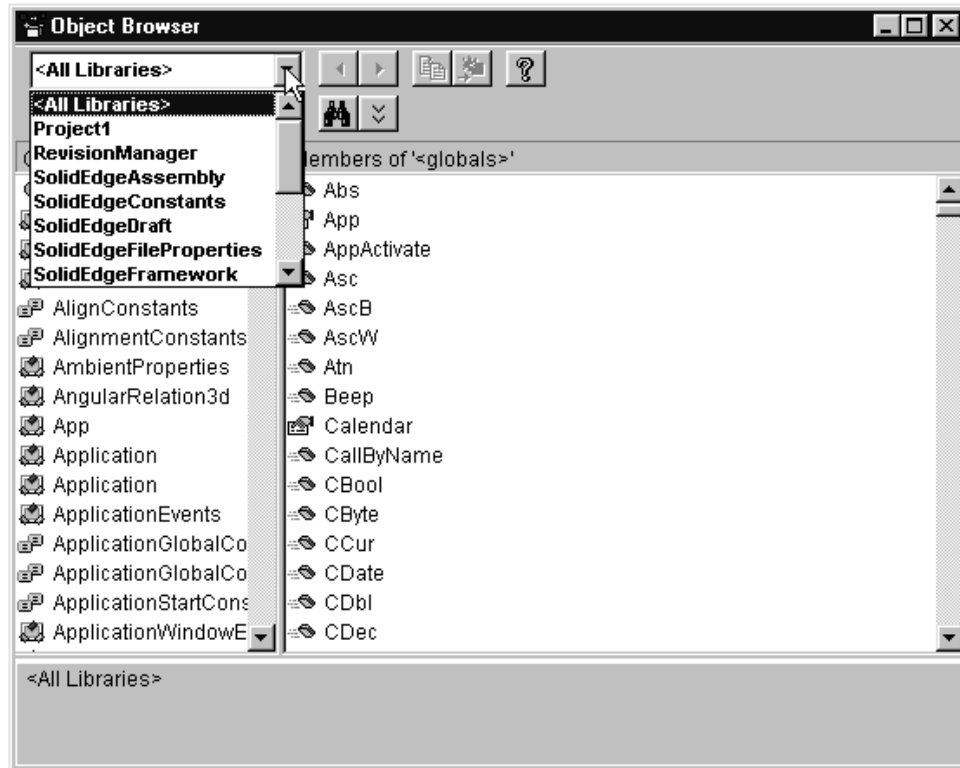 Object Browser
<All Libraries>
<All Libraries>
Project1
RevisionManager
SolidEdgeAssembly
SolidEdgeConstants
SolidEdgeDraft
SolidEdgeFileProperties
SolidEdgeFramework
AlignConstants
AlignmentConstants
AmbientProperties
AngularRelation3d
App
Application
Application
ApplicationEvents
ApplicationGlobalCo
ApplicationGlobalCo
ApplicationStartCons
ApplicationWindowE
embers of '<globals>'
Abs
App
AppActivate
Asc
AscB
AscW
Atn
Beep
Calendar
CallByName
CBool
CByte
CCur
CDate
CDbl
CDec
<All Libraries>